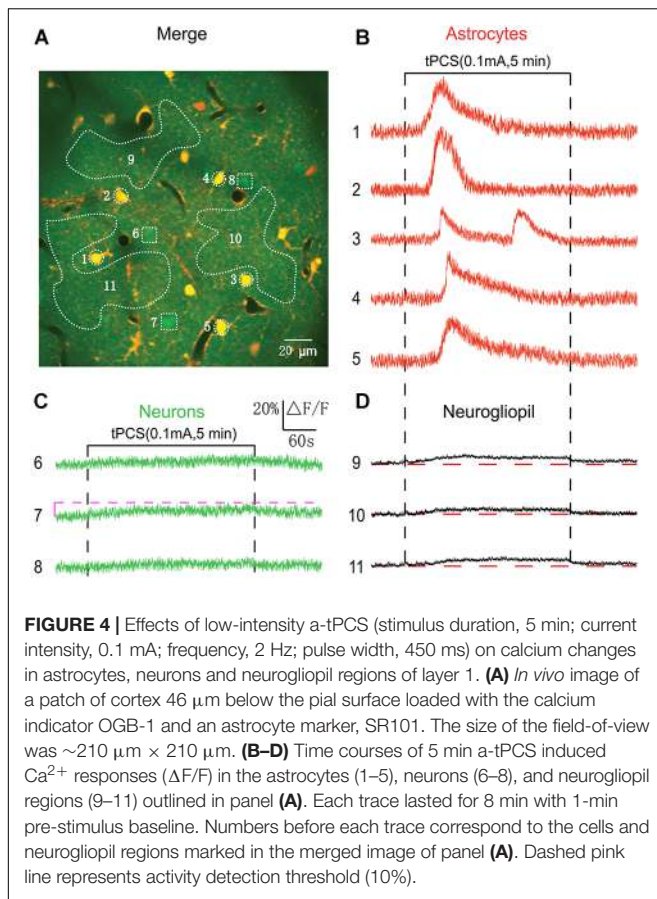 A
Merge
9
4
8
2
6
10
1
11
3
7
5
20 μm
B
Astrocytes
tPCS(0.1mA,5 min)
1
2
3
4
5
C
Neurons
20% △F/F
60s
tPCS(0.1mA,5 min)
6
7
8
D
Neurogliopil
9
10
11
FIGURE 4 | Effects of low-intensity a-tPCS (stimulus duration, 5 min; current
intensity, 0.1 mA; frequency, 2 Hz; pulse width, 450 ms) on calcium changes
in astrocytes, neurons and neurogliopil regions of layer 1. (A) In vivo image of
a patch of cortex 46 μm below the pial surface loaded with the calcium
indicator OGB-1 and an astrocyte marker, SR101. The size of the field-of-view
was ~210 μm × 210 μm. (B–D) Time courses of 5 min a-tPCS induced
Ca2+ responses (ΔF/F) in the astrocytes (1–5), neurons (6–8), and neurogliopil
regions (9–11) outlined in panel (A). Each trace lasted for 8 min with 1-min
pre-stimulus baseline. Numbers before each trace correspond to the cells and
neurogliopil regions marked in the merged image of panel (A). Dashed pink
line represents activity detection threshold (10%).